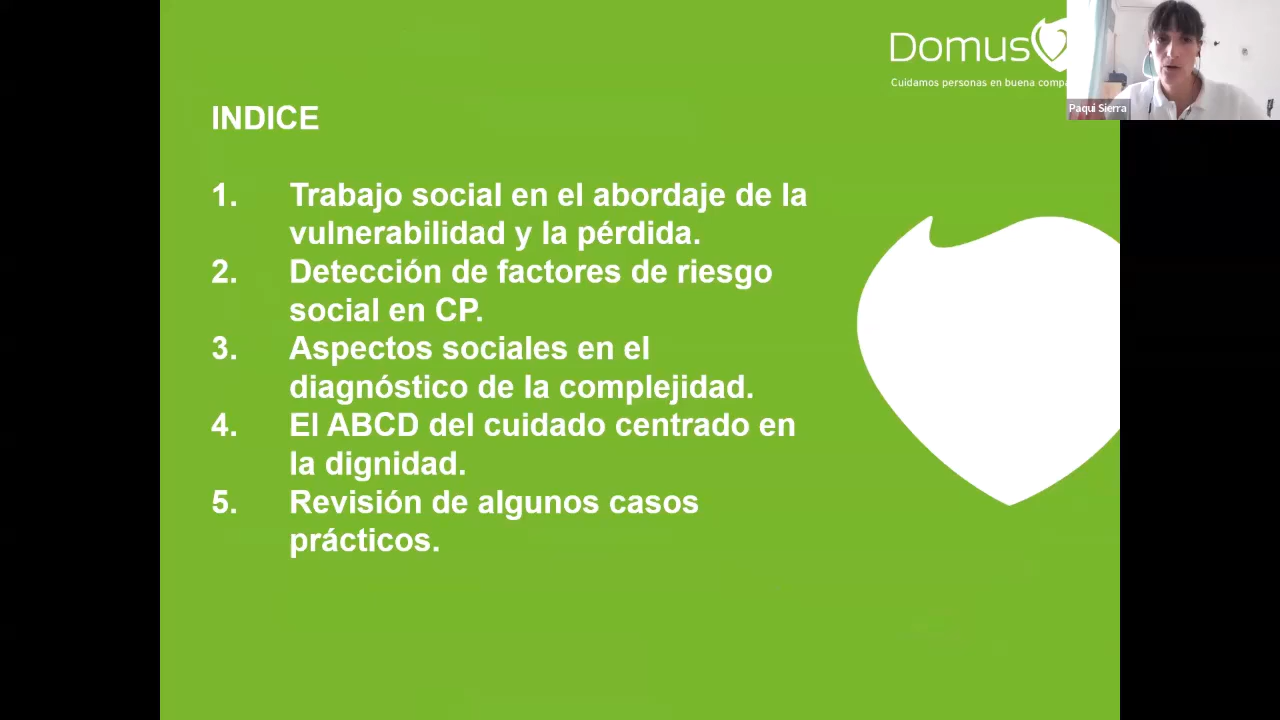 Domus
Cuidamos personas en buena
Paqui Sierra
INDICE
1. Trabajo social en el abordaje de la
vulnerabilidad y la pérdida.
2. Detección de factores de riesgo
social en CP.
3. Aspectos sociales en el
diagnóstico de la complejidad.
4. El ABCD del cuidado centrado en
la dignidad.
5. Revisión de algunos casos
prácticos.